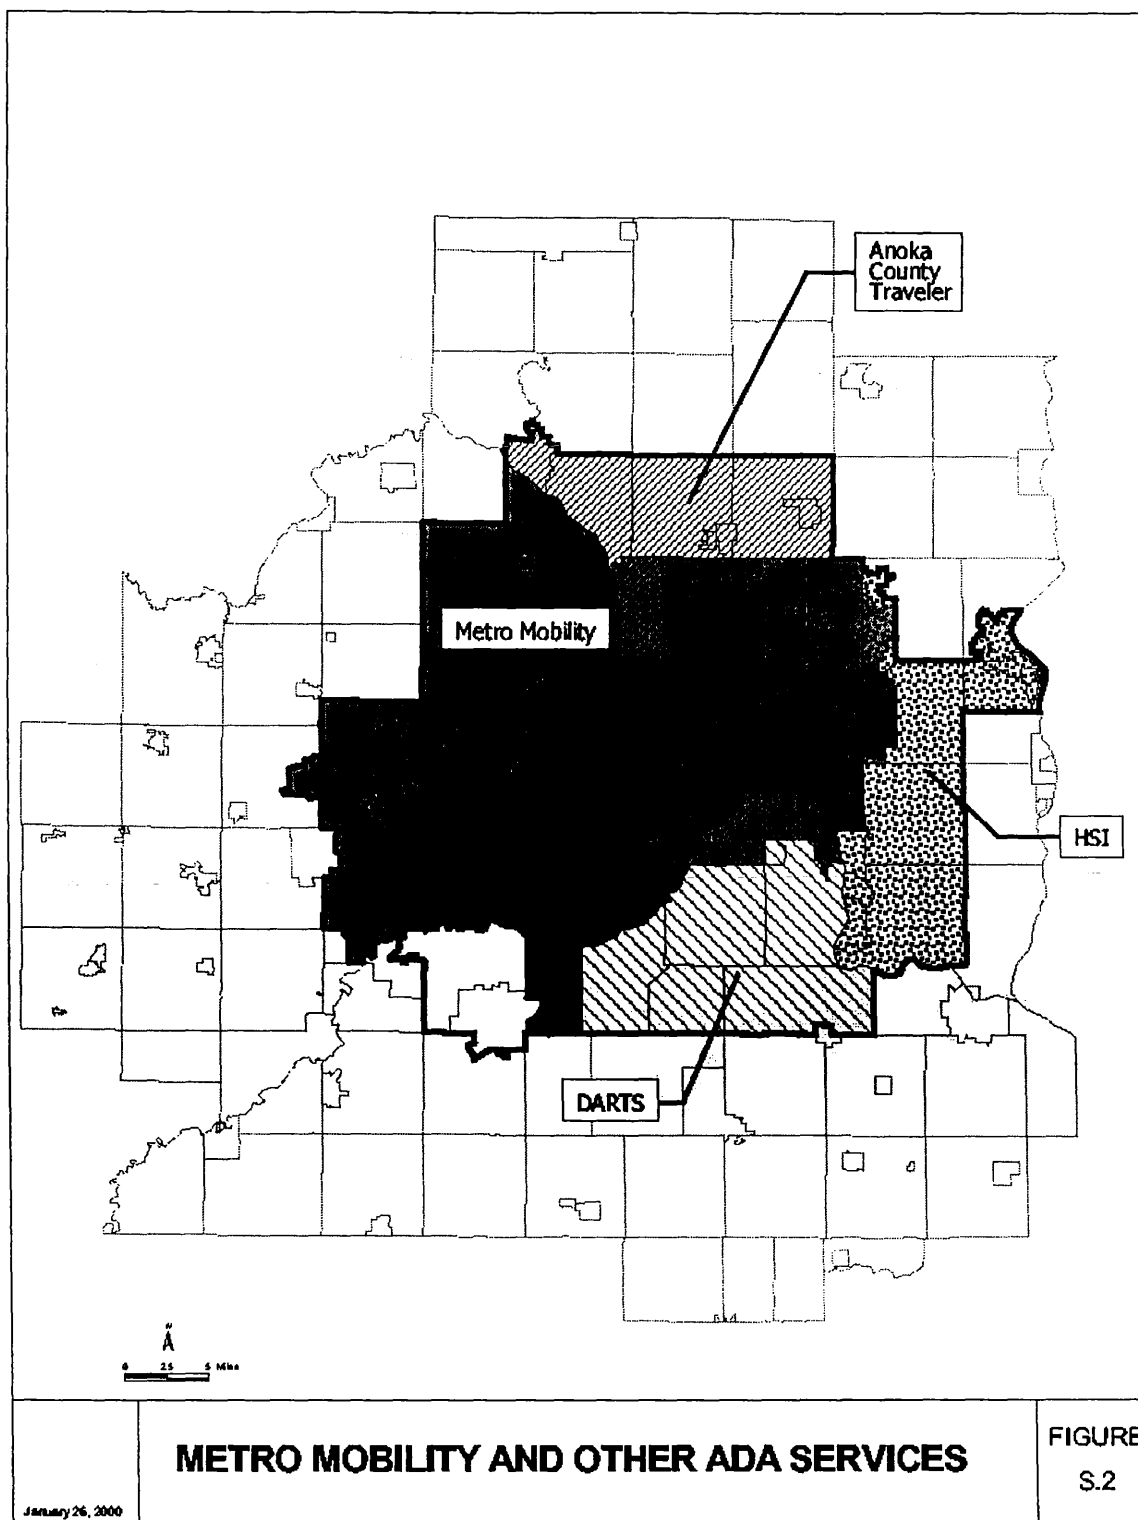 Anoka
County
Traveler
Metro Mobility
HSI
DARTS
N
0 2.5 5 Miles
METRO MOBILITY AND OTHER ADA SERVICES
FIGURE
S.2
January 26, 2000